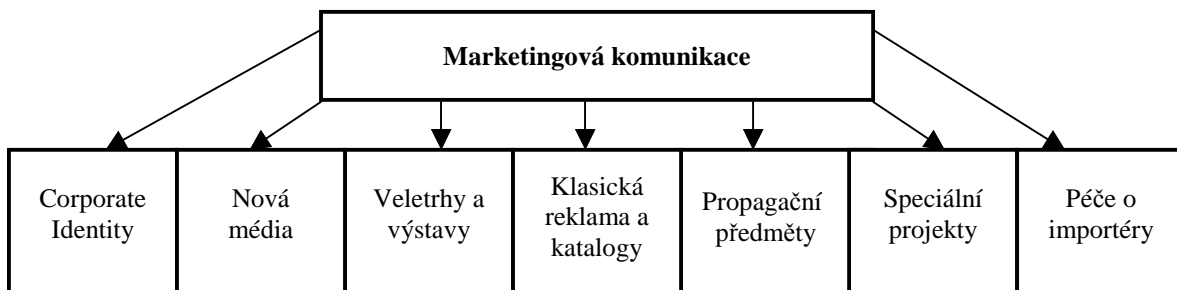 Marketingová komunikace
Corporate
Identity
Nová
média
Veletrhy a
výstavy
Klasická
reklama a
katalogy
Propagační
předměty
Speciální
projekty
Péče o
importéry